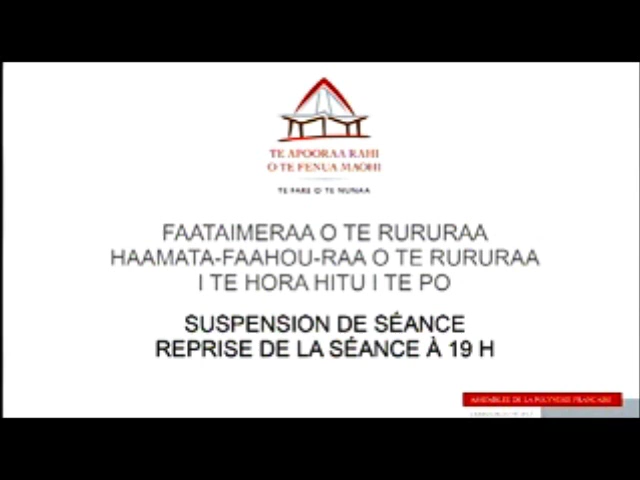 TE APOORAA RAHI
O TE FENUA MAOHI
TE FARE O TE NUNAA
FAATAIMERAA O TE RURURAA
HAAMATA-FAAHOU-RAA O TE RURURAA
I TE HORA HITU I TE PO
SUSPENSION DE SÉANCE
REPRISE DE LA SÉANCE À 19 H
ASSEMBLÉE DE LA POLYNÉSIE FRANÇAISE